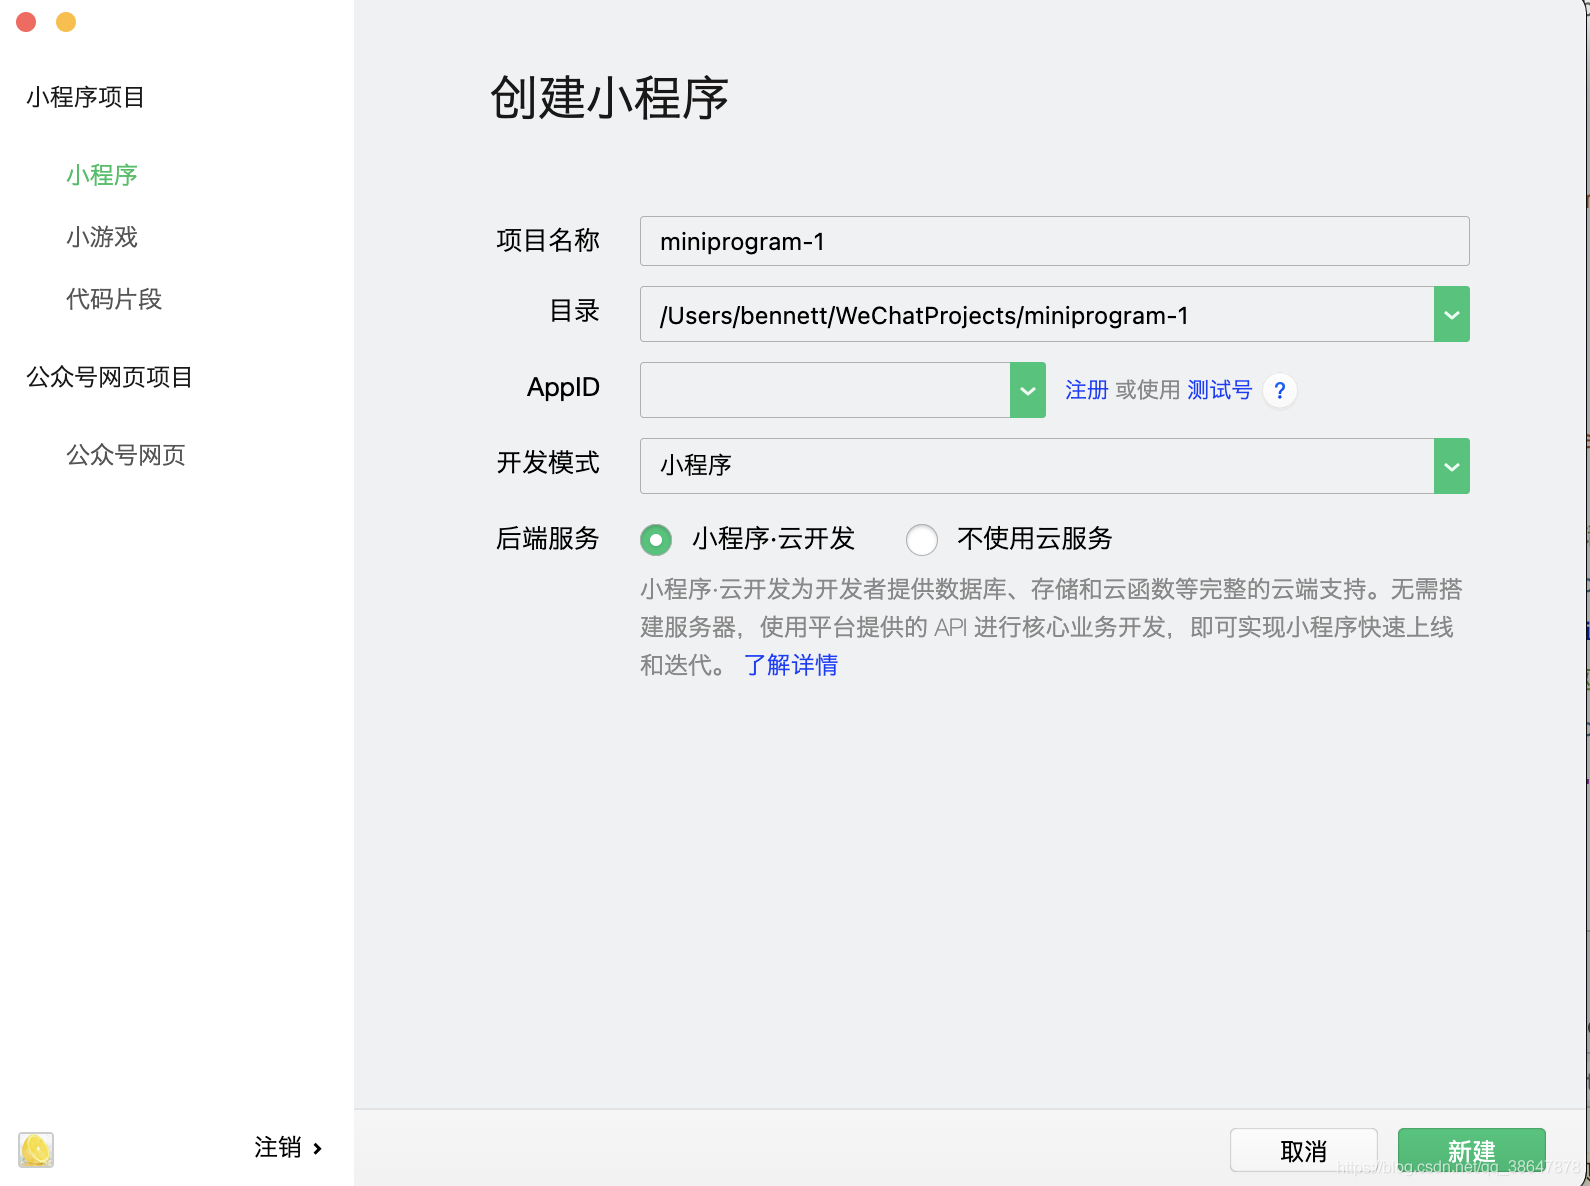 小程序项目
小程序
小游戏
代码片段
公众号网页项目
公众号网页
注销
创建小程序
项目名称 miniprogram-1
目录 /Users/bennett/WeChatProjects/miniprogram-1
AppID 注册 或使用 测试号 ?
开发模式 小程序
后端服务 小程序·云开发 不使用云服务
小程序·云开发为开发者提供数据库、存储和云函数等完整的云端支持。无需搭
建服务器，使用平台提供的 API 进行核心业务开发，即可实现小程序快速上线
和迭代。 了解详情
取消 新建
https://blog.csdn.net/qq_38647878